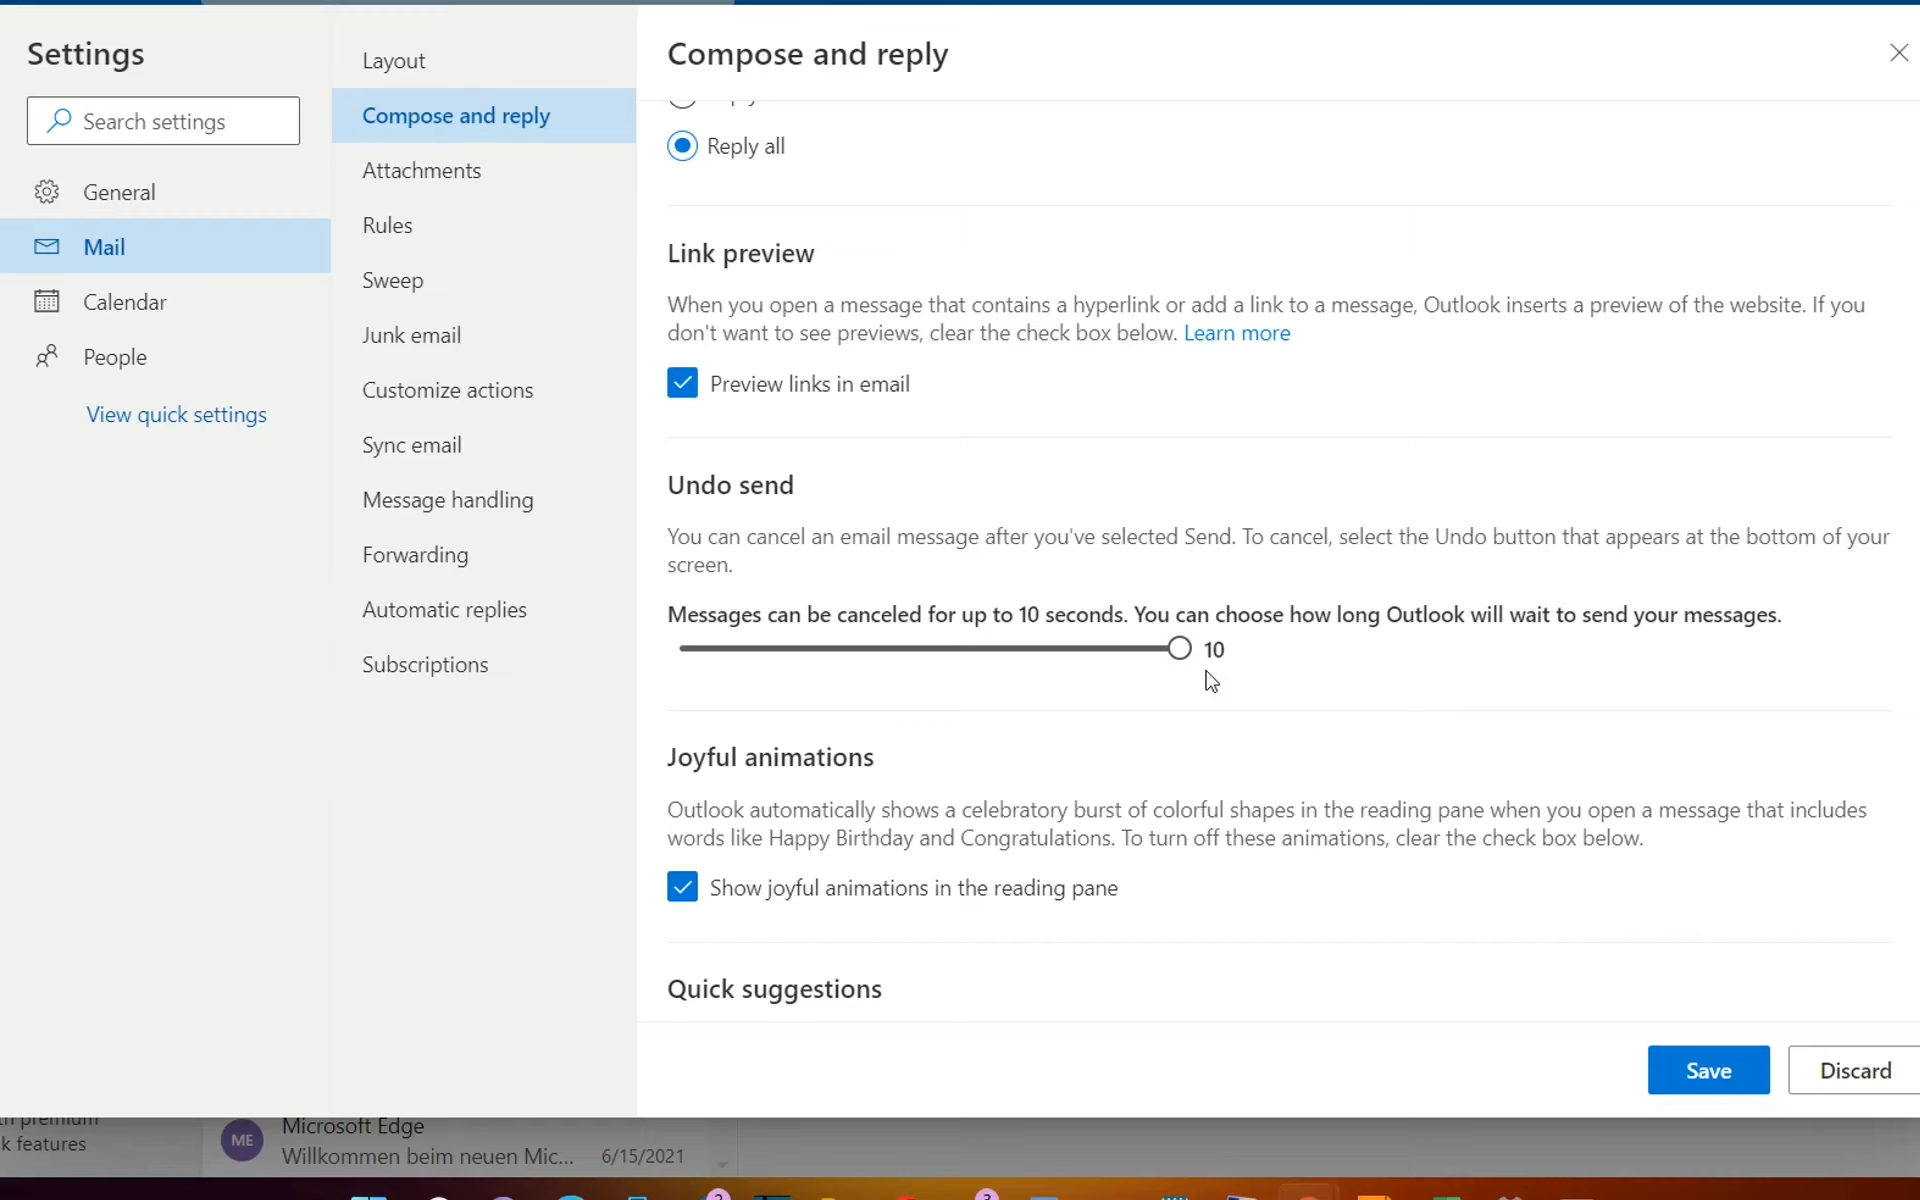 Settings
Search settings
General
Mail
Calendar
People
View quick settings
Layout
Compose and reply
Attachments
Rules
Sweep
Junk email
Customize actions
Sync email
Message handling
Forwarding
Automatic replies
Subscriptions
Compose and reply
Reply all
Link preview
When you open a message that contains a hyperlink or add a link to a message, Outlook inserts a preview of the website. If you
don't want to see previews, clear the check box below. Learn more
Preview links in email
Undo send
You can cancel an email message after you've selected Send. To cancel, select the Undo button that appears at the bottom of your
screen.
Messages can be canceled for up to 10 seconds. You can choose how long Outlook will wait to send your messages.
10
Joyful animations
Outlook automatically shows a celebratory burst of colorful shapes in the reading pane when you open a message that includes
words like Happy Birthday and Congratulations. To turn off these animations, clear the check box below.
Show joyful animations in the reading pane
Quick suggestions
Save
Discard
premium
k features
ME
Microsoft Edge
Willkommen beim neuen Mic... 6/15/2021